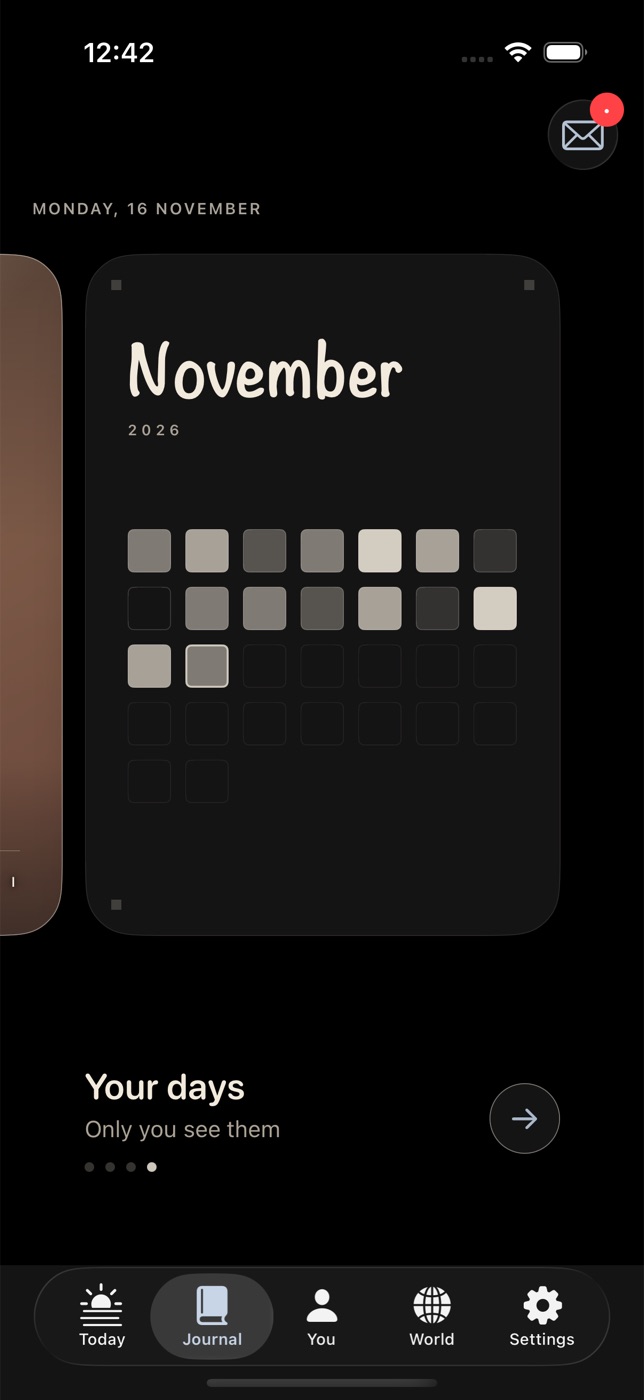 12:42
MONDAY, 16 NOVEMBER
November
2026
I
Your days
Only you see them
Today
Journal
You
World
Settings